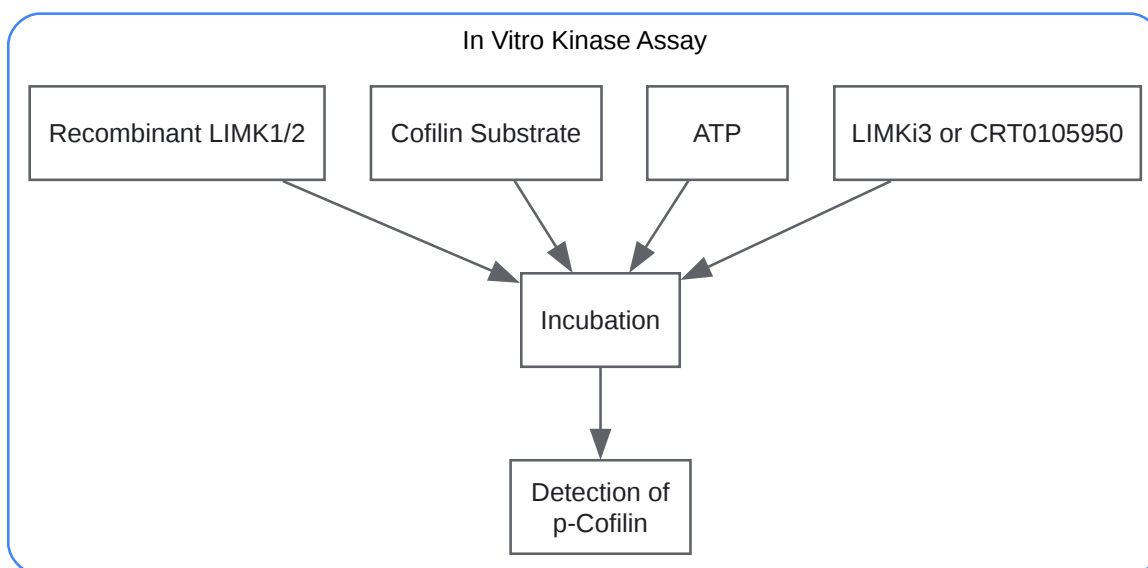 In Vitro Kinase Assay
Recombinant LIMK1/2
Cofilin Substrate
ATP
LIMKi3 or CRT0105950
Incubation
Detection of
p-Cofilin